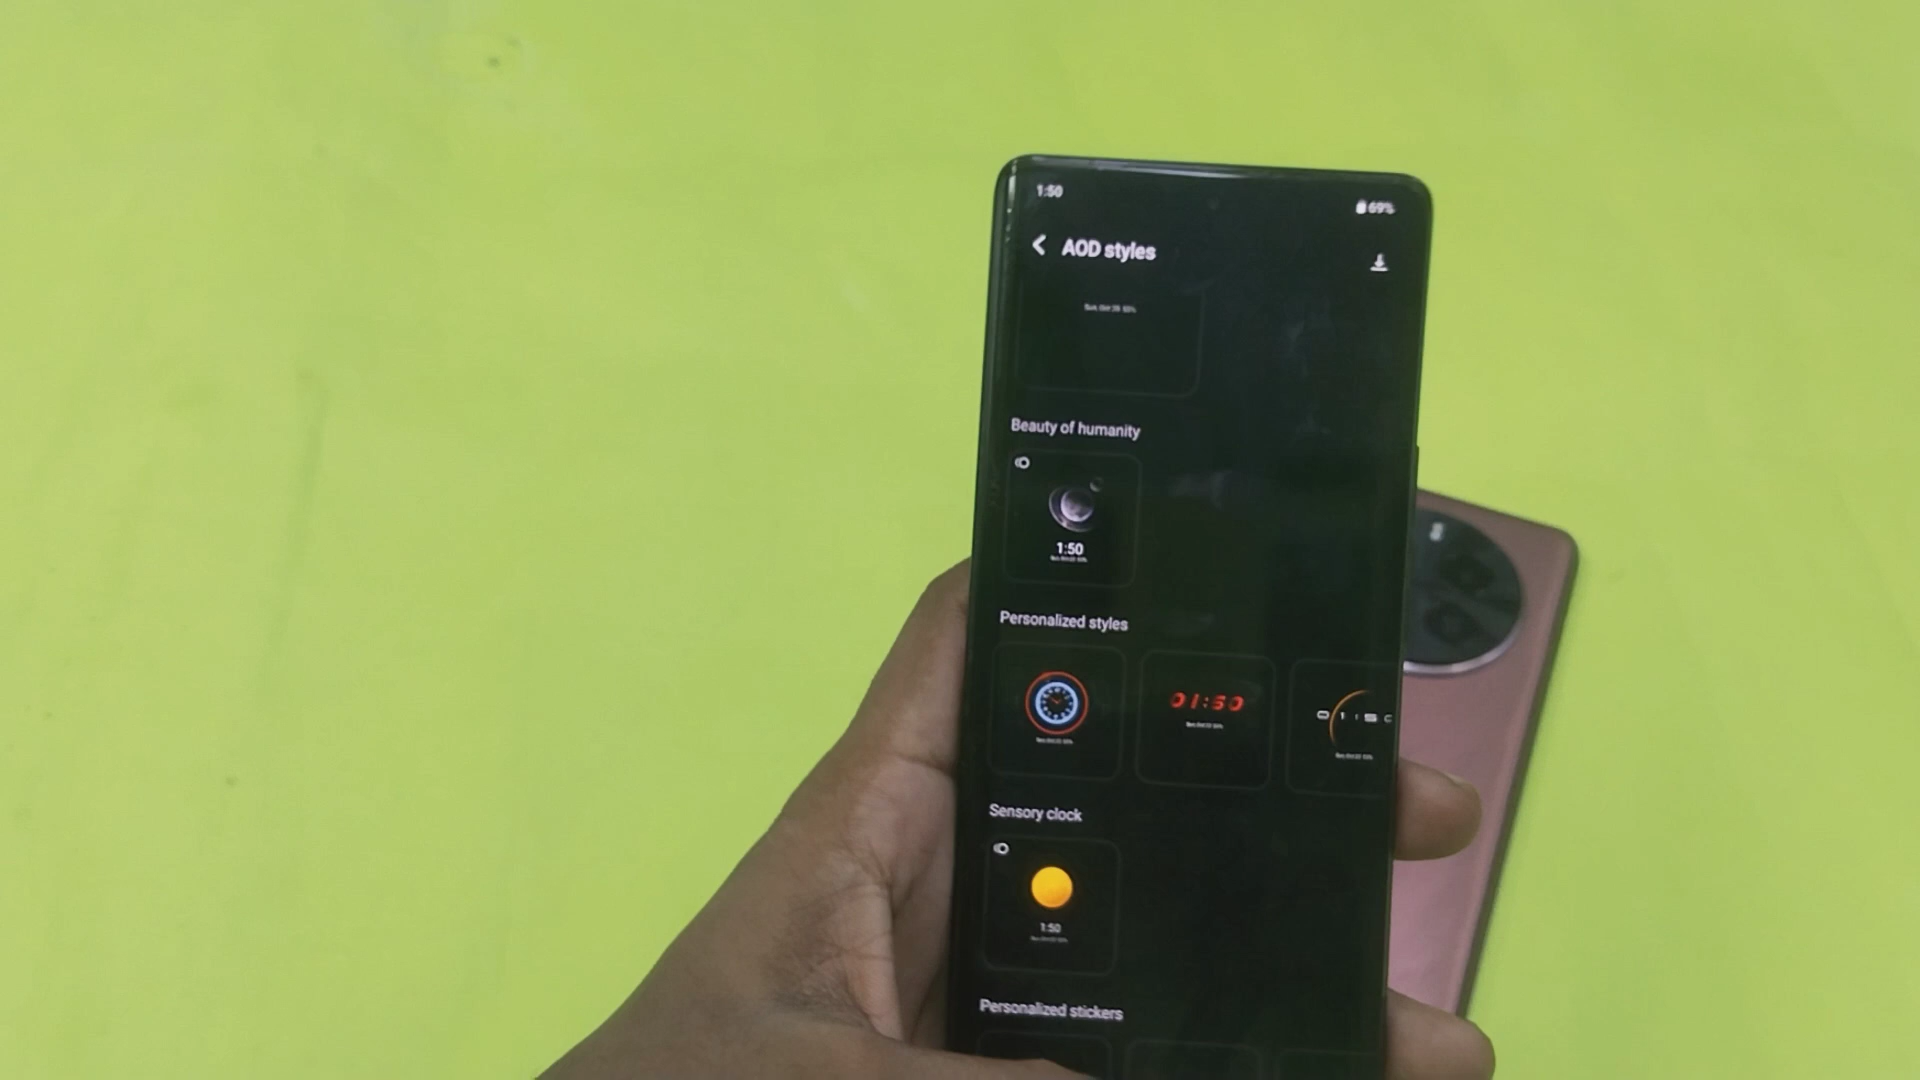 1:50
69%
AOD styles
Beauty of humanity
1:50
Personalized styles
01:50
Sensory clock
1:50
Personalized stickers